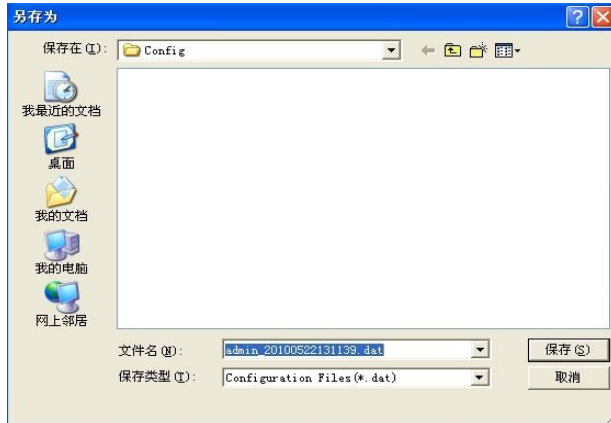 另存为
保存在(I):
Config
我最近的文档
桌面
我的文档
我的电脑
网上邻居
文件名(N):
admin_20100522131139.dat
保存(S)
保存类型(T):
Configuration Files(*.dat)
取消